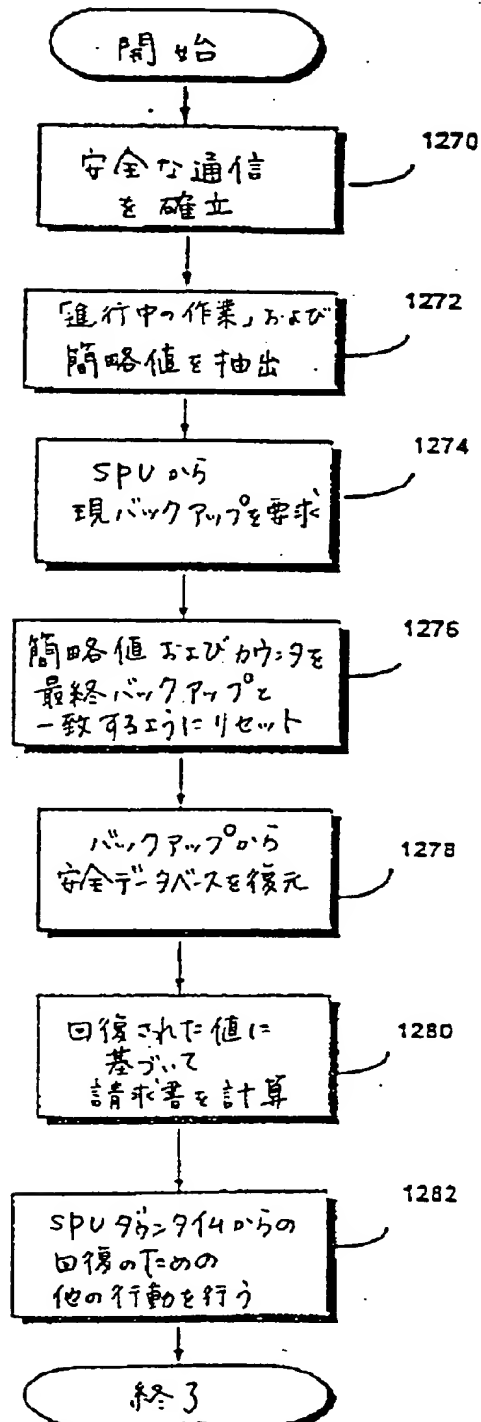 開始
安全な通信
を確立
1270
「進行中の作業」および
簡略値を抽出
1272
SPUから
現バックアップを要求
1274
簡略値およびカウンタを
最終バックアップと
一致するようにリセット
1276
バックアップから
安全データベースを復元
1278
回復された値に
基づいて
請求書を計算
1280
SPUダウンタイムからの
回復のための
他の行動を行う
1282
終了